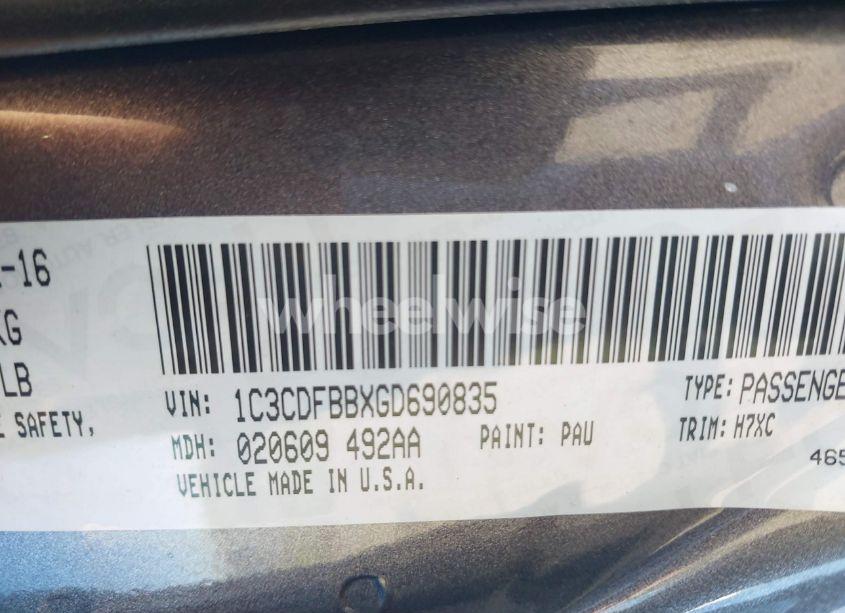 -16
KG
LB
E SAFETY,
wheelwise
VIN: 1C3CDFBBXGD690835
TYPE: PASSENGE
MDH: 020609 492AA
PAINT: PAU
TRIM: H7XC
VEHICLE MADE IN U.S.A.
465